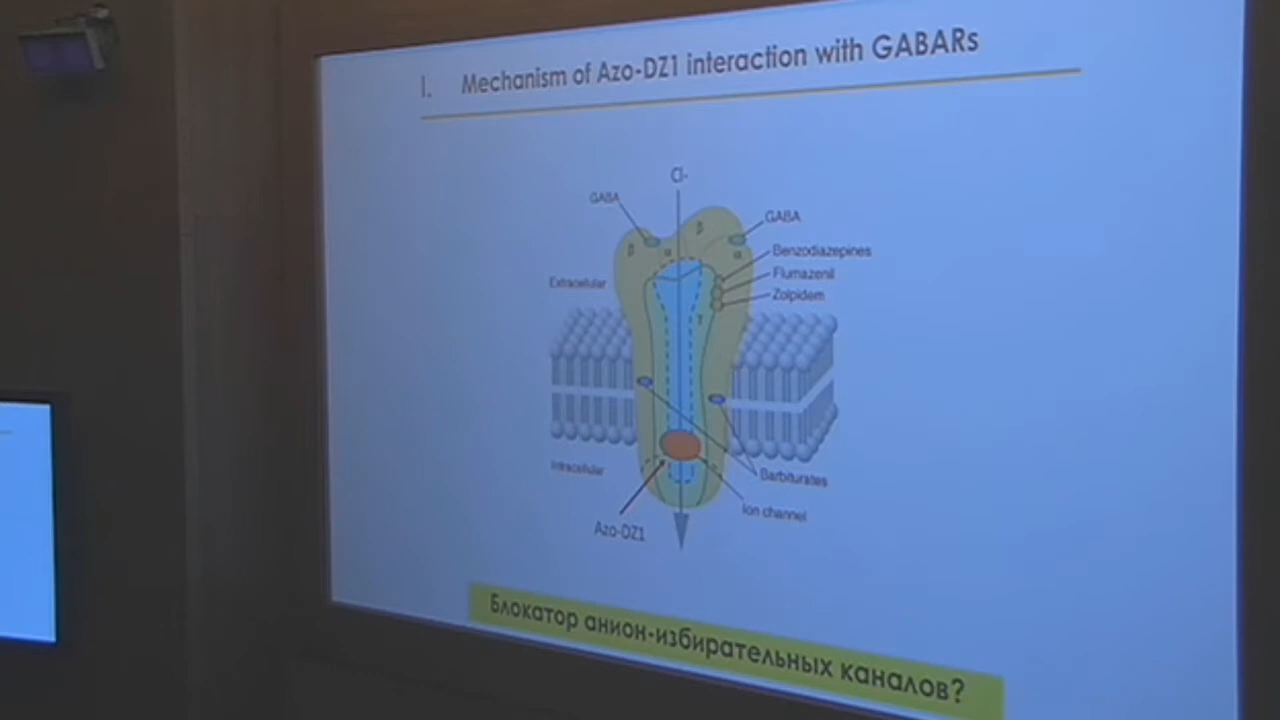 I. Mechanism of Azo-DZ1 interaction with GABARs
Cl-
GABA
GABA
β
β
α
α
Benzodiazepines
Flumazenil
Zolpidem
Extracellular
γ
Intracellular
Barbiturates
Ion channel
Azo-DZ1
Блокатор анион-избирательных каналов?